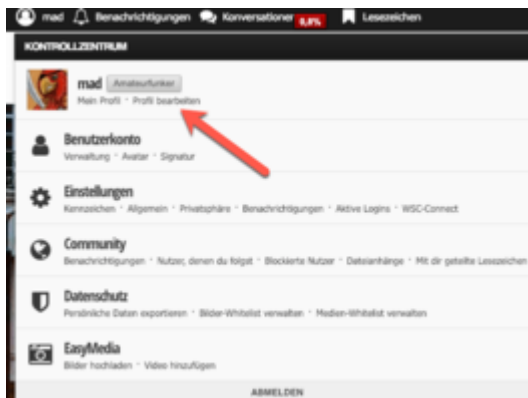 mad Benachrichtigungen Konversationen 0,0% Lesezeichen
KONTROLLZENTRUM
mad Amateurfunker
Mein Profil · Profil bearbeiten
Benutzerkonto
Verwaltung · Avatar · Signatur
Einstellungen
Kennzeichen · Allgemein · Privatsphäre · Benachrichtigungen · Aktive Logins · WSC-Connect
Community
Benachrichtigungen · Nutzer, denen du folgst · Blockierte Nutzer · Dateianhänge · Mit dir geteilte Lesezeichen
Datenschutz
Persönliche Daten exportieren · Bilder-Whitelist verwalten · Medien-Whitelist verwalten
EasyMedia
Bilder hochladen · Video hinzufügen
ABMELDEN